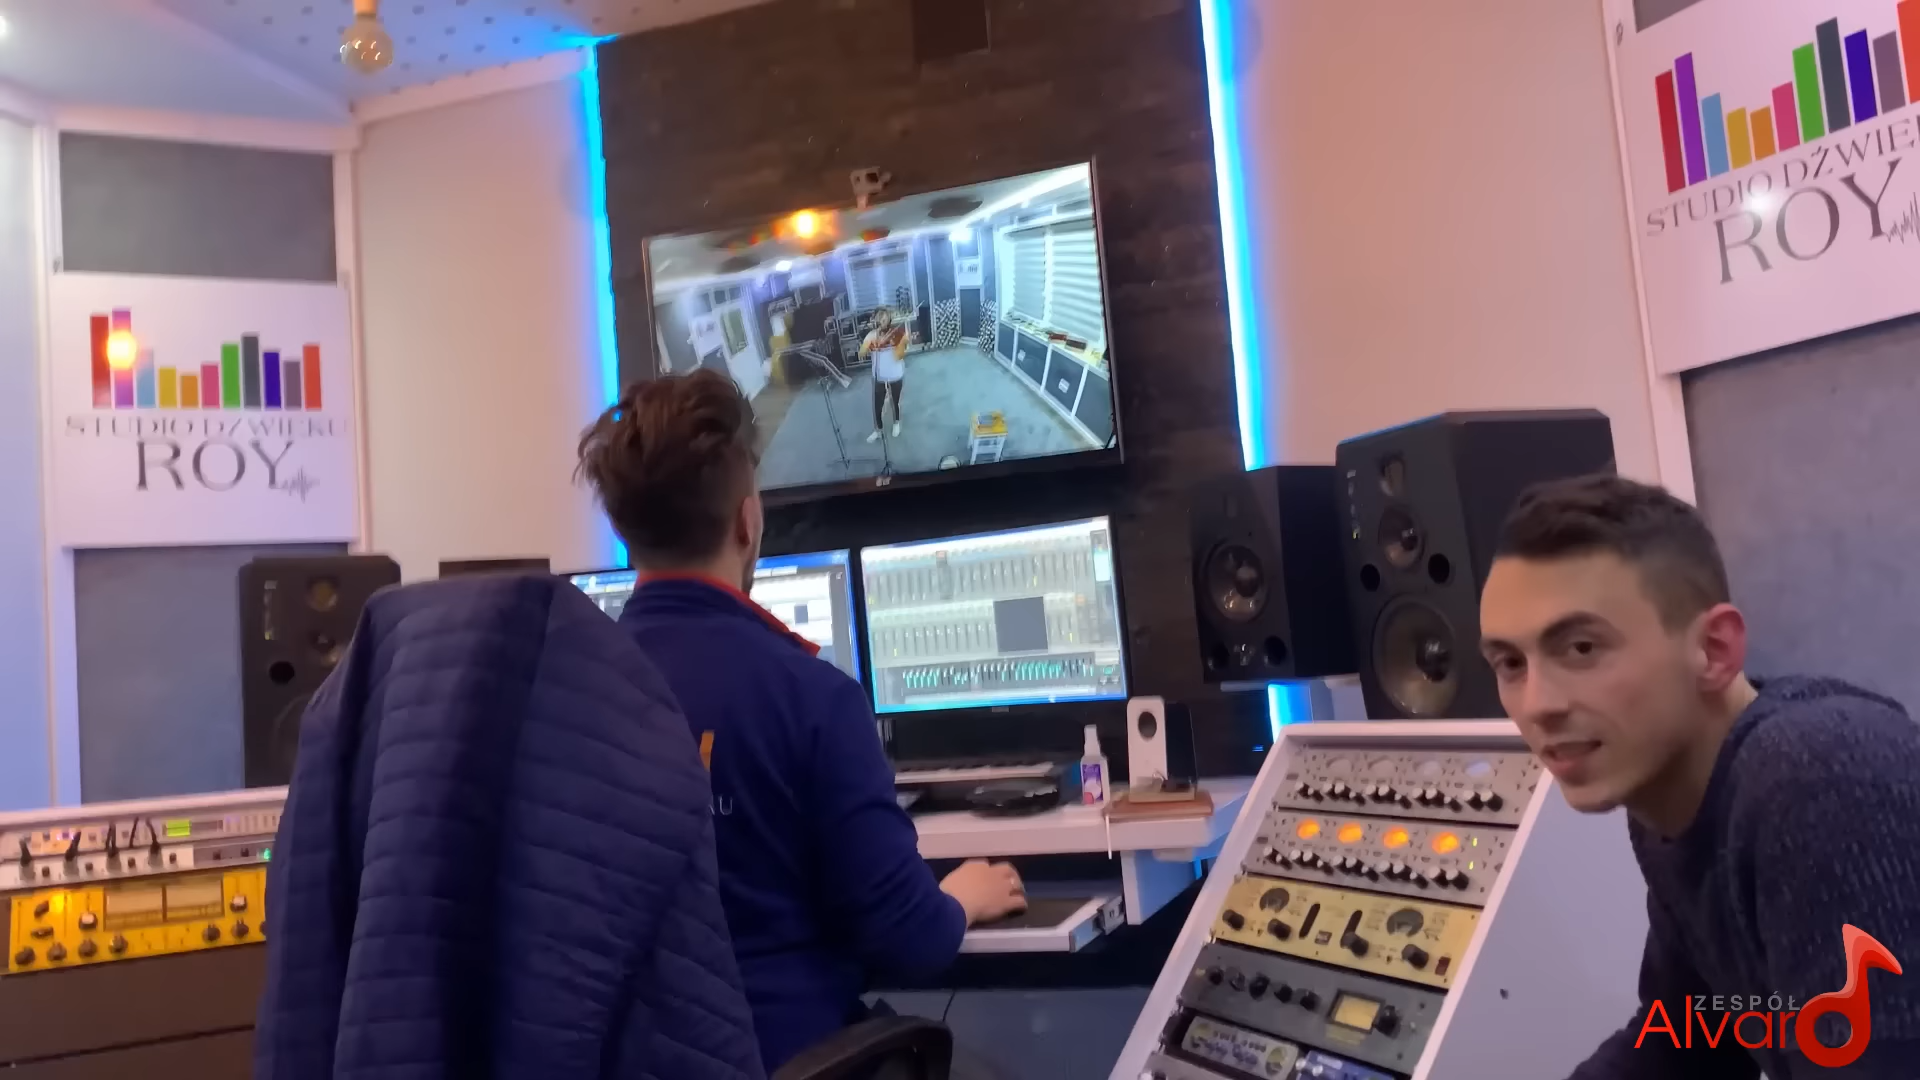 STUDIO DŹWIĘKU
ROY
STUDIO DŹWIĘ
ROY
ZESPÓŁ
Alvaro